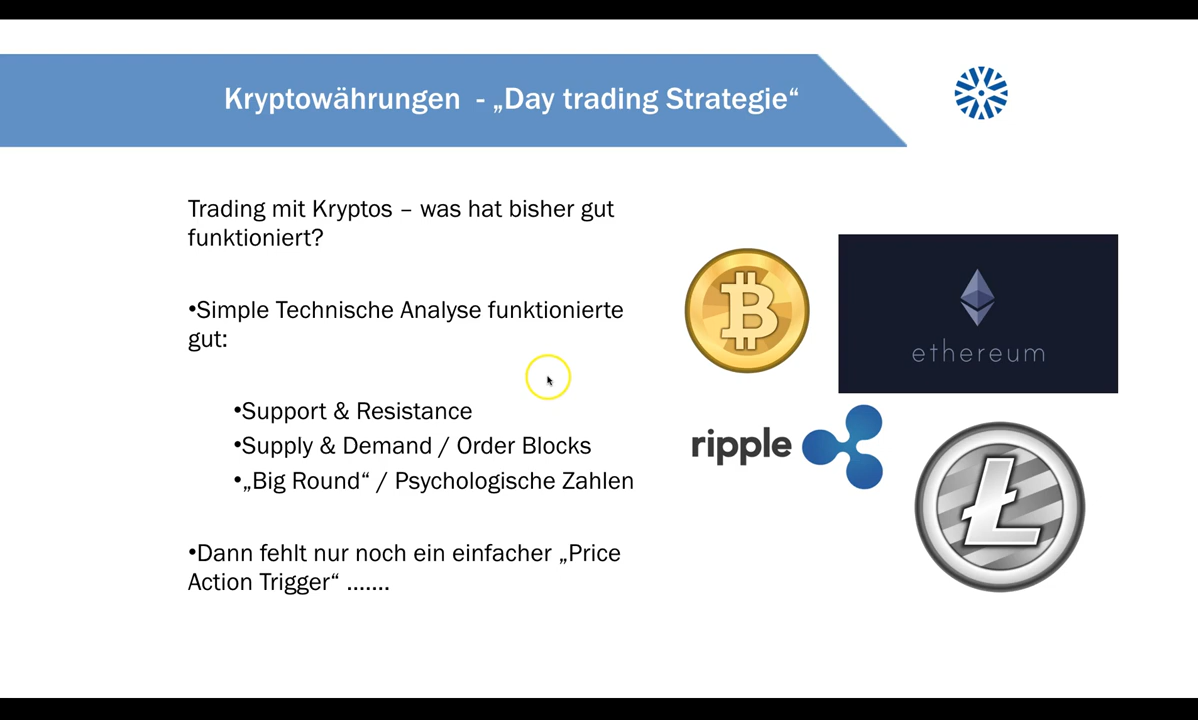 Kryptowährungen - „Day trading Strategie“
Trading mit Kryptos – was hat bisher gut
funktioniert?
•Simple Technische Analyse funktionierte
gut:
•Support & Resistance
•Supply & Demand / Order Blocks
•„Big Round“ / Psychologische Zahlen
•Dann fehlt nur noch ein einfacher „Price
Action Trigger“ .......
ethereum
ripple